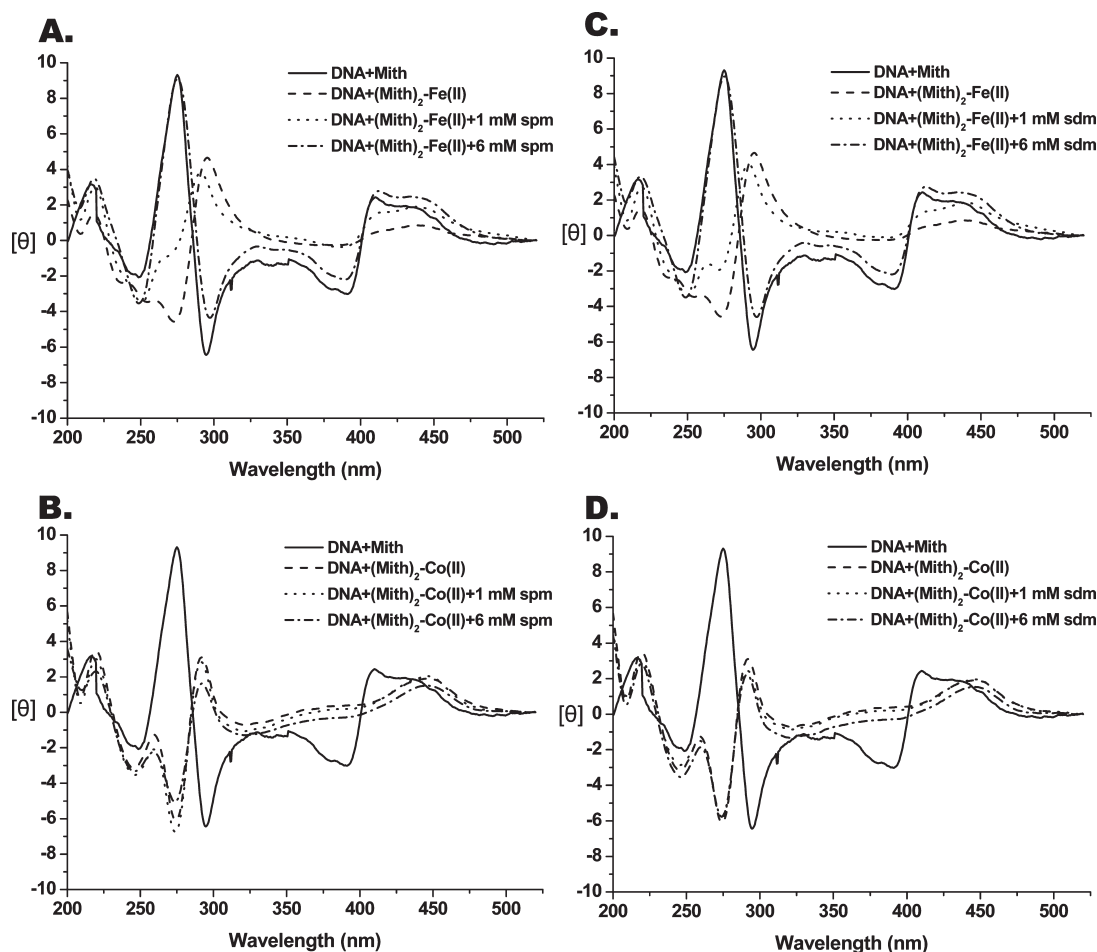 A.
10
8
6
4
2
0
-2
-4
-6
-8
-10
[θ]
DNA+Mith
DNA+(Mith)₂-Fe(II)
DNA+(Mith)₂-Fe(II)+1 mM spm
DNA+(Mith)₂-Fe(II)+6 mM spm
200 250 300 350 400 450 500
Wavelength (nm)
C.
10
8
6
4
2
0
-2
-4
-6
-8
-10
[θ]
DNA+Mith
DNA+(Mith)₂-Fe(II)
DNA+(Mith)₂-Fe(II)+1 mM sdm
DNA+(Mith)₂-Fe(II)+6 mM sdm
200 250 300 350 400 450 500
Wavelength (nm)
B.
10
8
6
4
2
0
-2
-4
-6
-8
-10
[θ]
DNA+Mith
DNA+(Mith)₂-Co(II)
DNA+(Mith)₂-Co(II)+1 mM spm
DNA+(Mith)₂-Co(II)+6 mM spm
200 250 300 350 400 450 500
Wavelength (nm)
D.
10
8
6
4
2
0
-2
-4
-6
-8
-10
[θ]
DNA+Mith
DNA+(Mith)₂-Co(II)
DNA+(Mith)₂-Co(II)+1 mM sdm
DNA+(Mith)₂-Co(II)+6 mM sdm
200 250 300 350 400 450 500
Wavelength (nm)